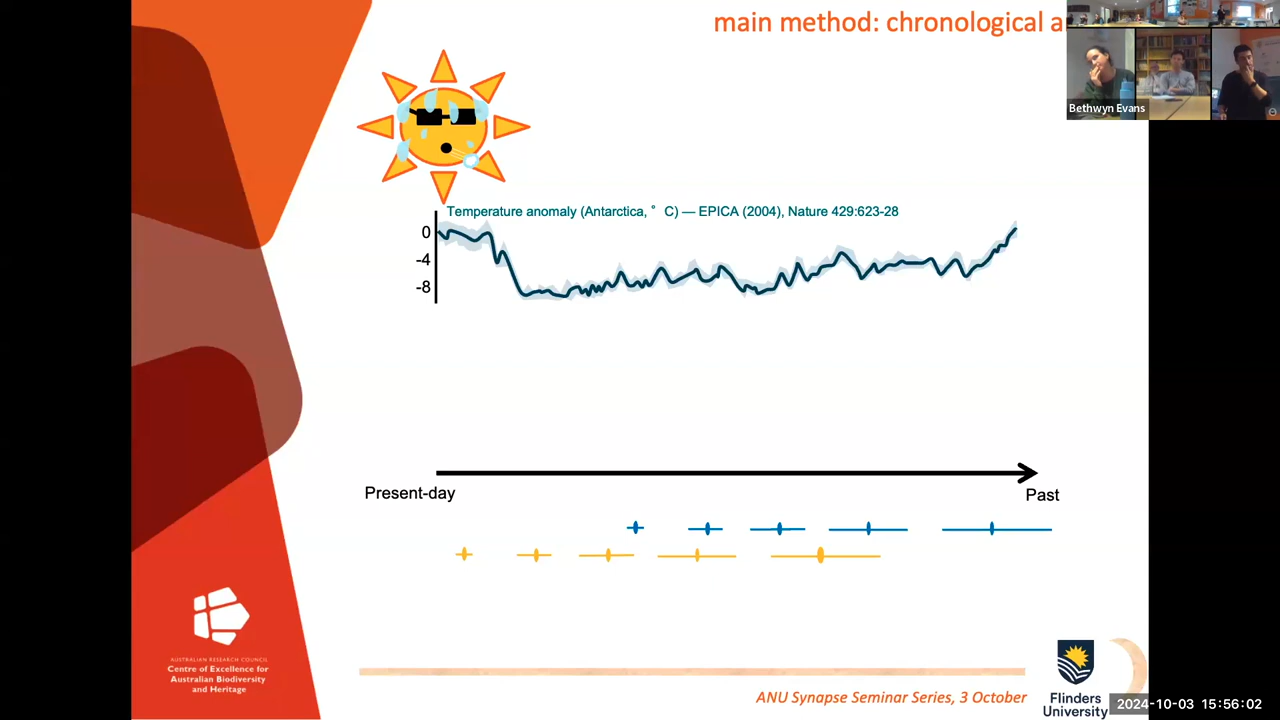 main method: chronological a
Bethwyn Evans
Temperature anomaly (Antarctica, ° C) — EPICA (2004), Nature 429:623-28
0
-4
-8
Present-day
Past
AUSTRALIAN RESEARCH COUNCIL
Centre of Excellence for
Australian Biodiversity
and Heritage
ANU Synapse Seminar Series, 3 October
Flinders
University
2024-10-03 15:56:02